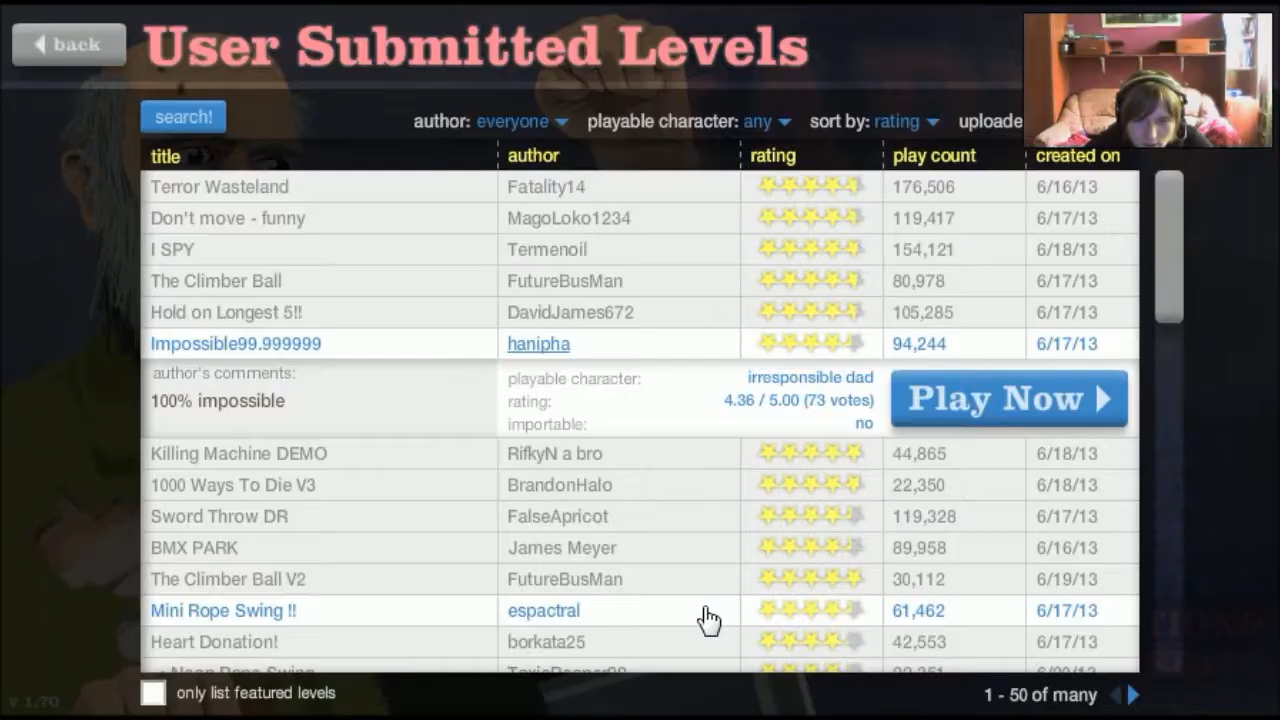 back
User Submitted Levels
search!
author: everyone playable character: any sort by: rating uploade
title author rating play count created on
Terror Wasteland Fatality14 176,506 6/16/13
Don't move - funny MagoLoko1234 119,417 6/17/13
I SPY Termenoil 154,121 6/18/13
The Climber Ball FutureBusMan 80,978 6/17/13
Hold on Longest 5!! DavidJames672 105,285 6/17/13
Impossible99.999999 hanipha 94,244 6/17/13
author's comments:
100% impossible
playable character: irresponsible dad
rating: 4.36 / 5.00 (73 votes)
importable: no
Play Now
Killing Machine DEMO RifkyN a bro 44,865 6/18/13
1000 Ways To Die V3 BrandonHalo 22,350 6/18/13
Sword Throw DR FalseApricot 119,328 6/17/13
BMX PARK James Meyer 89,958 6/16/13
The Climber Ball V2 FutureBusMan 30,112 6/19/13
Mini Rope Swing !! espactral 61,462 6/17/13
Heart Donation! borkata25 42,553 6/17/13
only list featured levels
1 - 50 of many
v 1.70